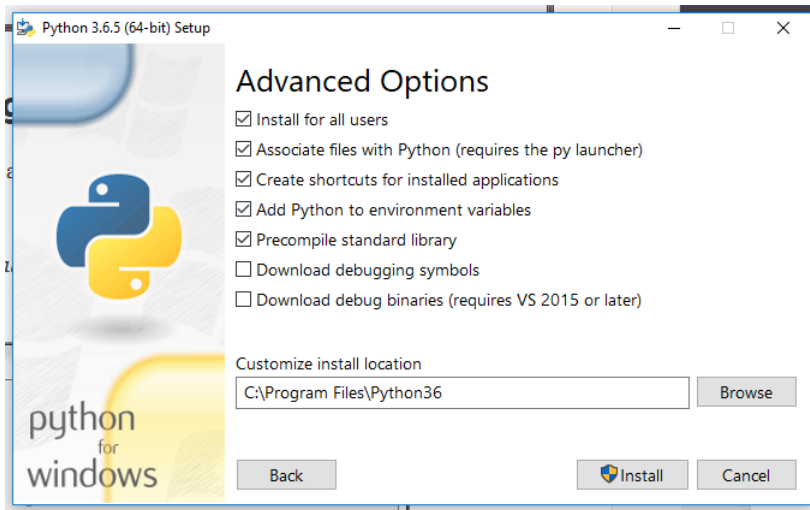 Python 3.6.5 (64-bit) Setup
Advanced Options
Install for all users
Associate files with Python (requires the py launcher)
Create shortcuts for installed applications
Add Python to environment variables
Precompile standard library
Download debugging symbols
Download debug binaries (requires VS 2015 or later)
Customize install location
C:\Program Files\Python36
Browse
python
for
windows
Back
Install
Cancel